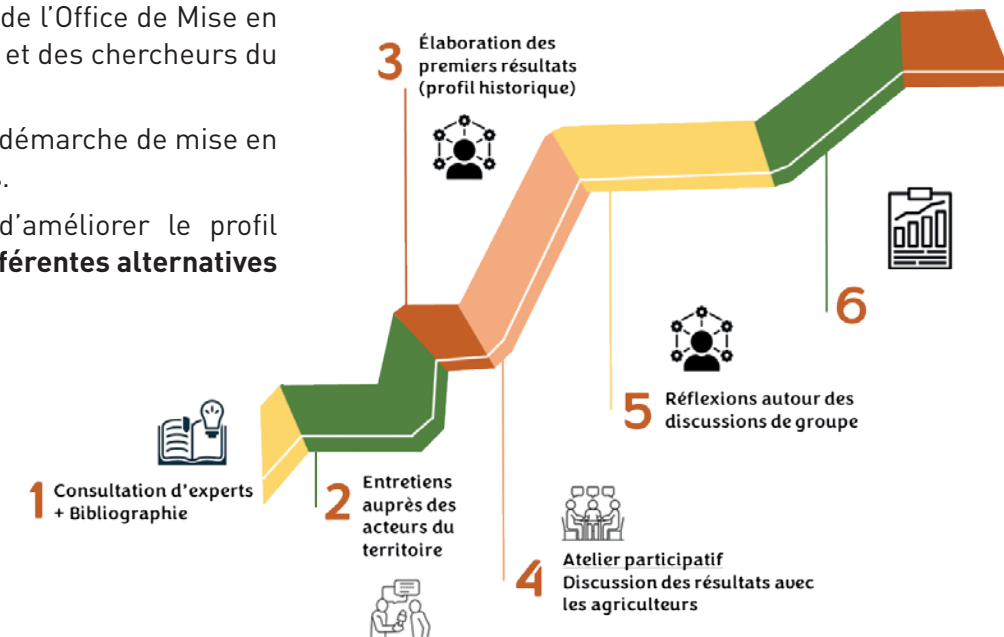 de l’Office de Mise en
et des chercheurs du
démarche de mise en
d’améliorer le profil
férentes alternatives
1 Consultation d’experts
+ Bibliographie
2 Entretiens
auprès des
acteurs du
territoire
3 Élaboration des
premiers résultats
(profil historique)
4 Atelier participatif
Discussion des résultats avec
les agriculteurs
5 Réflexions autour des
discussions de groupe
6